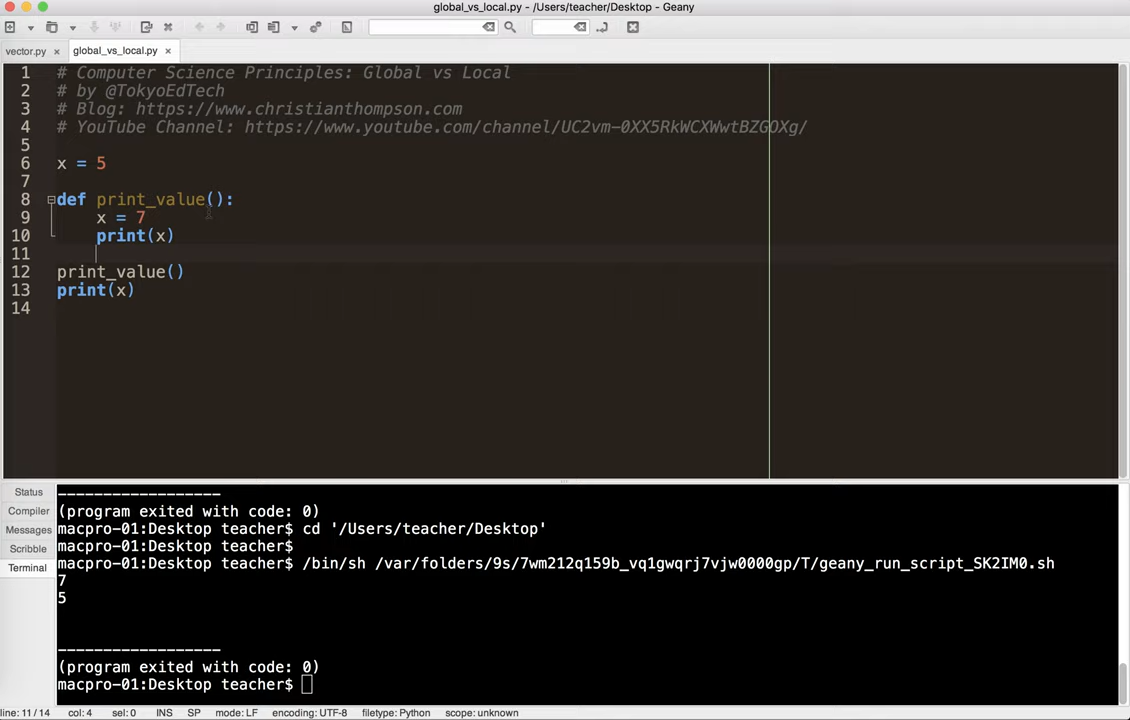 global_vs_local.py - /Users/teacher/Desktop - Geany
vector.py × global_vs_local.py ×
1 # Computer Science Principles: Global vs Local
2 # by @TokyoEdTech
3 # Blog: https://www.christianthompson.com
4 # YouTube Channel: https://www.youtube.com/channel/UC2vm-0XX5RkWCXWwtBZGOXg/
5
6 x = 5
7
8 def print_value():
9 x = 7
10 print(x)
11
12 print_value()
13 print(x)
14
Status
Compiler
Messages
Scribble
Terminal
------------------
(program exited with code: 0)
macpro-01:Desktop teacher$ cd '/Users/teacher/Desktop'
macpro-01:Desktop teacher$
macpro-01:Desktop teacher$ /bin/sh /var/folders/9s/7wm212q159b_vq1gwqrj7vjw0000gp/T/geany_run_script_SK2IM0.sh
7
5
------------------
(program exited with code: 0)
macpro-01:Desktop teacher$
line: 11 / 14 col: 4 sel: 0 INS SP mode: LF encoding: UTF-8 filetype: Python scope: unknown